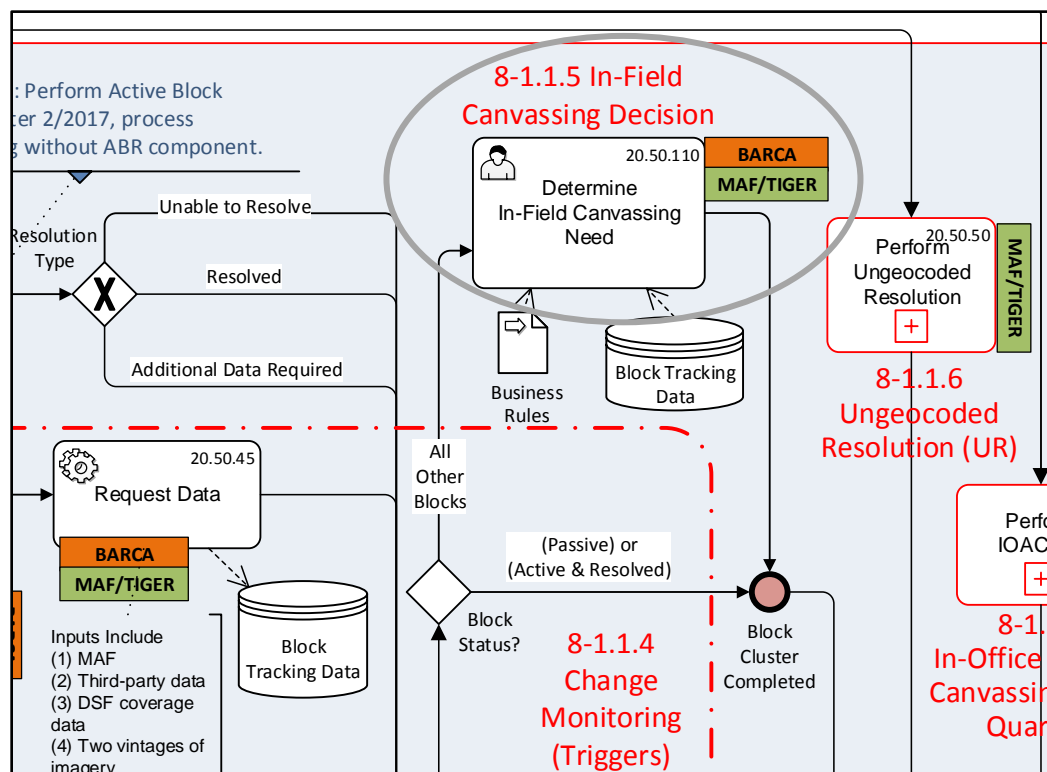 : Perform Active Block
ter 2/2017, process
g without ABR component.
8-1.1.5 In-Field
Canvassing Decision
20.50.110
Determine
In-Field Canvassing
Need
BARCA
MAF/TIGER
Unable to Resolve
Resolution
Type
X
Resolved
Additional Data Required
Business
Rules
Block Tracking
Data
20.50.50
Perform
Ungeocoded
Resolution
MAF/TIGER
8-1.1.6
Ungeocoded
Resolution (UR)
20.50.45
Request Data
BARCA
MAF/TIGER
All
Other
Blocks
(Passive) or
(Active & Resolved)
Block
Status?
Block
Tracking Data
Inputs Include
(1) MAF
(2) Third-party data
(3) DSF coverage
data
(4) Two vintages of
imagery
8-1.1.4
Change
Monitoring
(Triggers)
Block
Cluster
Completed
Perfo
IOAC
8-1.
In-Office
Canvassin
Quar